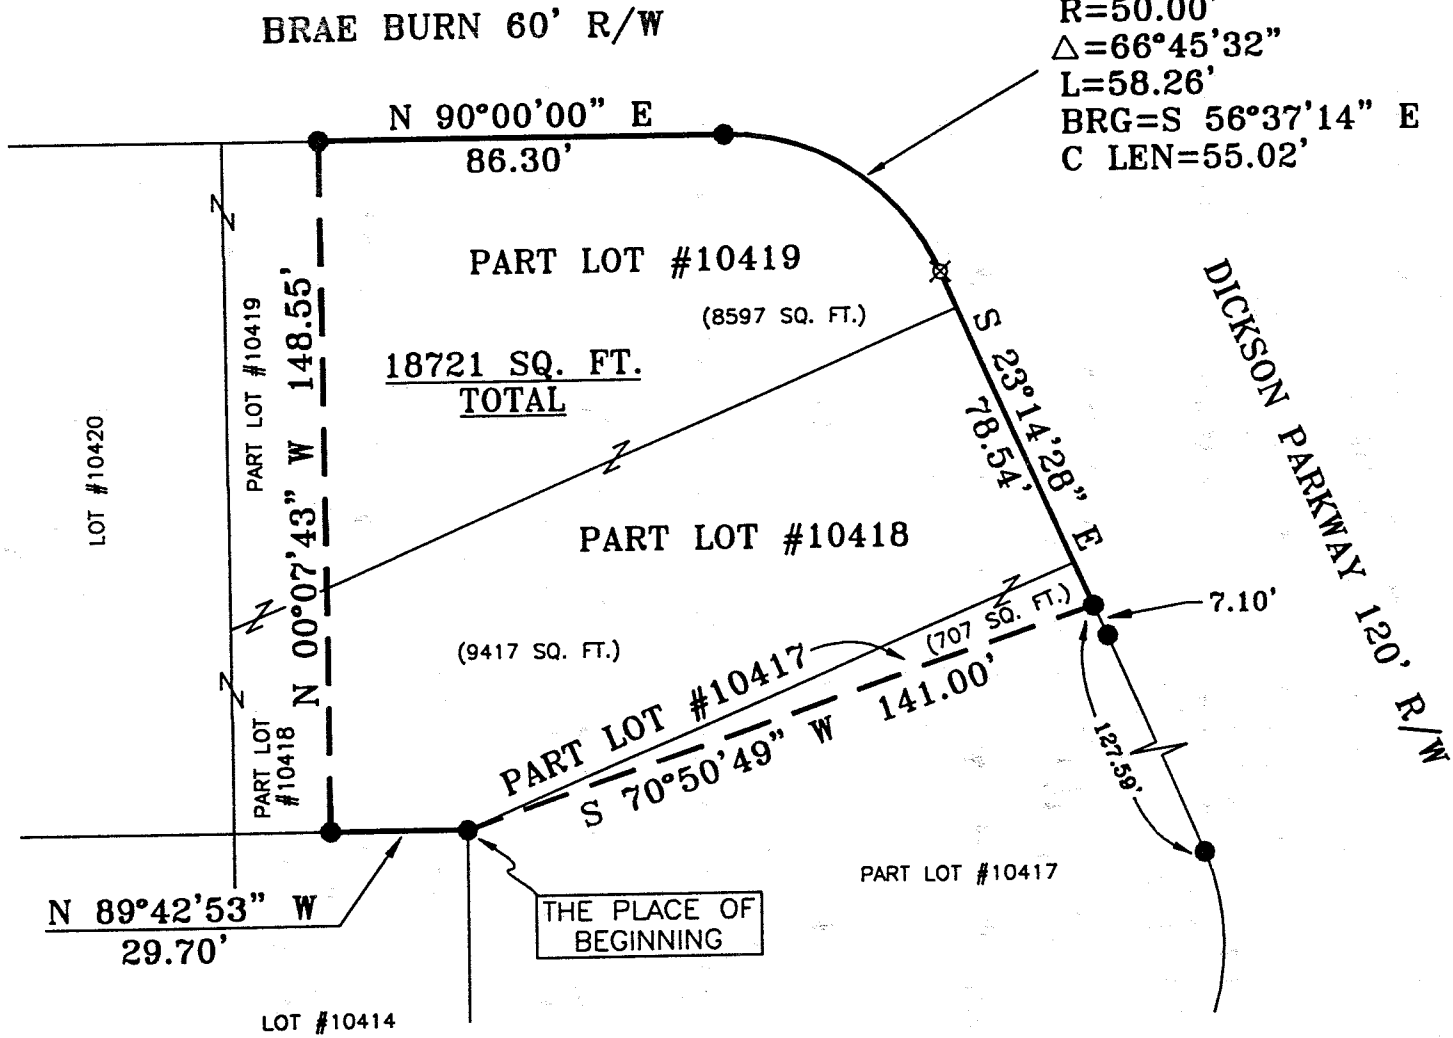 BRAE BURN 60' R/W
R=50.00'
△=66°45'32"
L=58.26'
BRG=S 56°37'14" E
C LEN=55.02'
N 90°00'00" E
86.30'
PART LOT #10419
(8597 SQ. FT.)
18721 SQ. FT.
TOTAL
PART LOT #10419
N 00°07'43" W 148.55'
LOT #10420
S 23°14'28" E
78.54'
DICKSON PARKWAY 120' R/W
PART LOT #10418
(9417 SQ. FT.)
(707 SQ. FT.)
7.10'
PART LOT #10417
S 70°50'49" W 141.00'
127.59'
PART LOT
#10418
PART LOT #10417
N 89°42'53" W
29.70'
THE PLACE OF
BEGINNING
LOT #10414